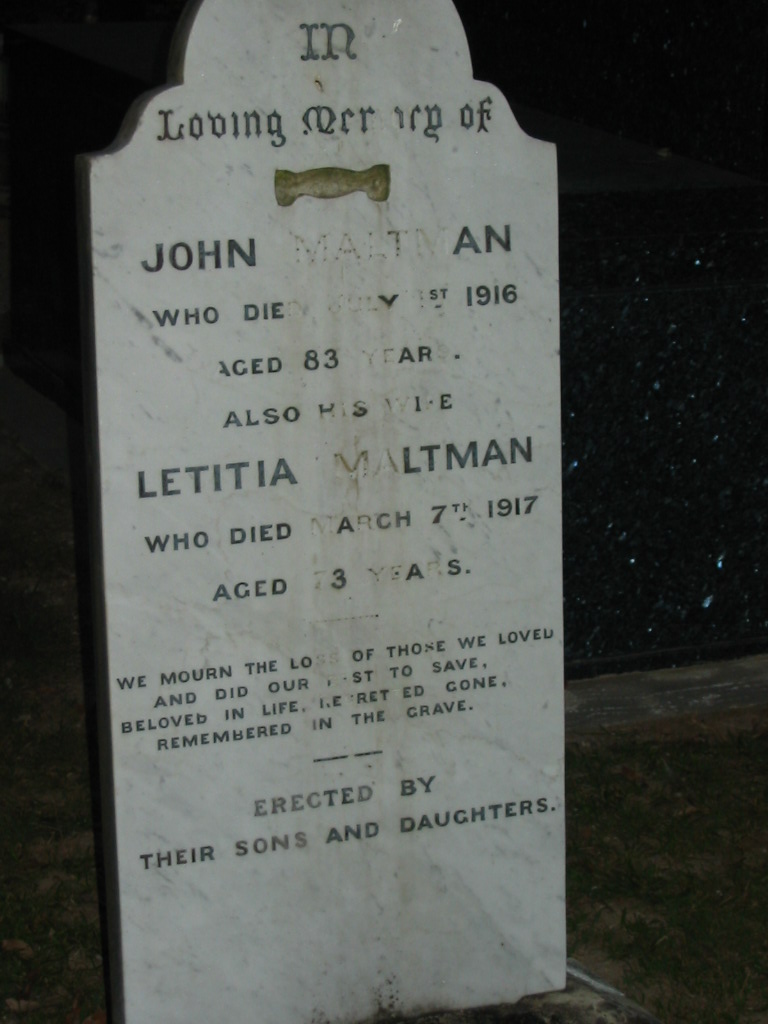 In
Loving Memory of
JOHN MALTMAN
WHO DIED JULY 1ST 1916
AGED 83 YEARS.
ALSO HIS WIFE
LETITIA MALTMAN
WHO DIED MARCH 7TH 1917
AGED 73 YEARS.
WE MOURN THE LOSS OF THOSE WE LOVED
AND DID OUR BEST TO SAVE,
BELOVED IN LIFE, REGRETTED GONE,
REMEMBERED IN THE GRAVE.
ERECTED BY
THEIR SONS AND DAUGHTERS.